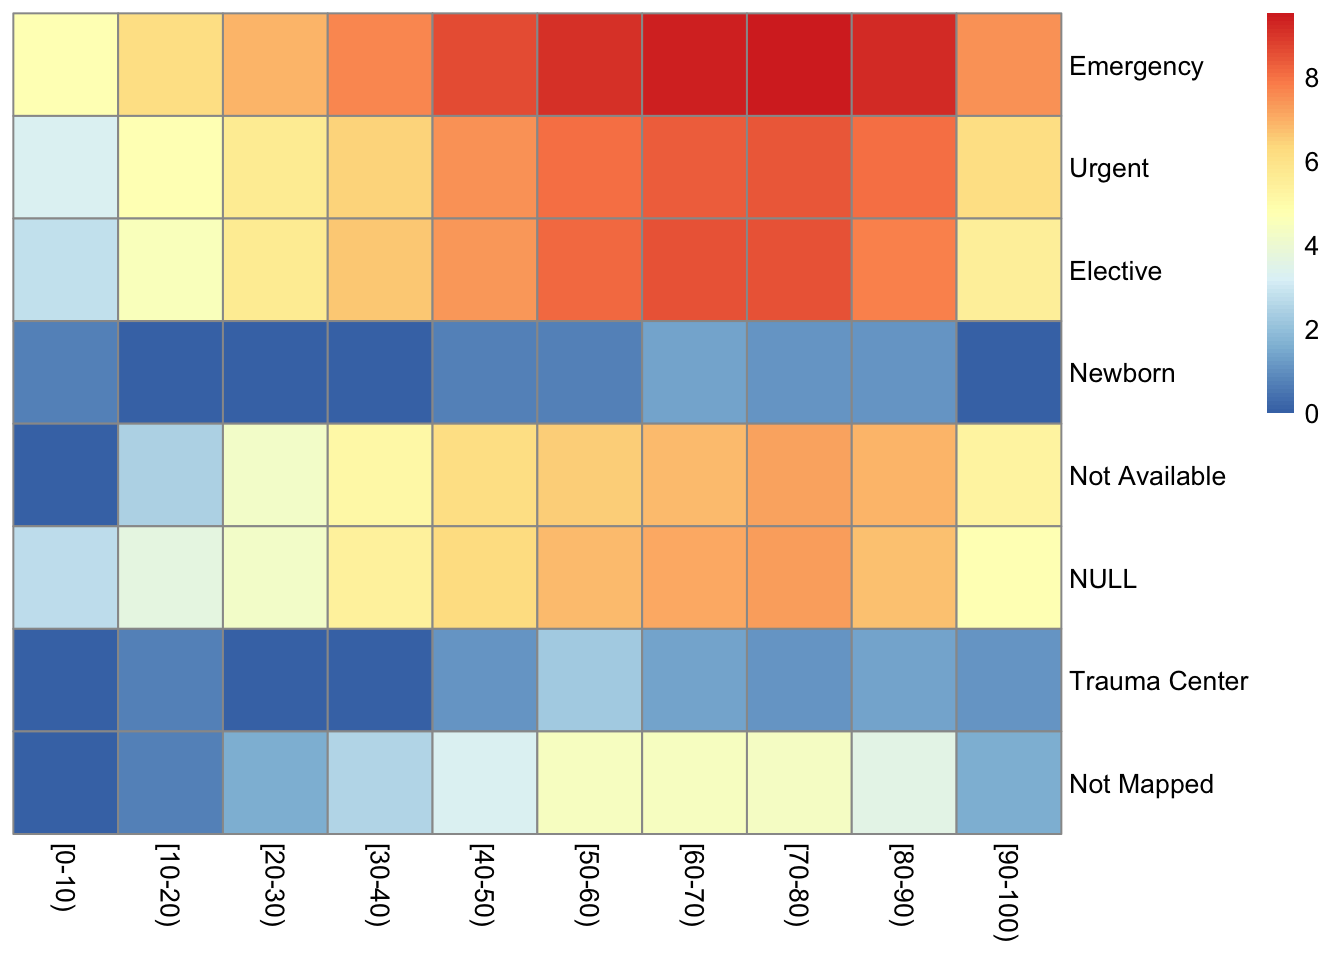 Emergency
Urgent
Elective
Newborn
Not Available
NULL
Trauma Center
Not Mapped
[0-10)
[10-20)
[20-30)
[30-40)
[40-50)
[50-60)
[60-70)
[70-80)
[80-90)
[90-100)
8
6
4
2
0